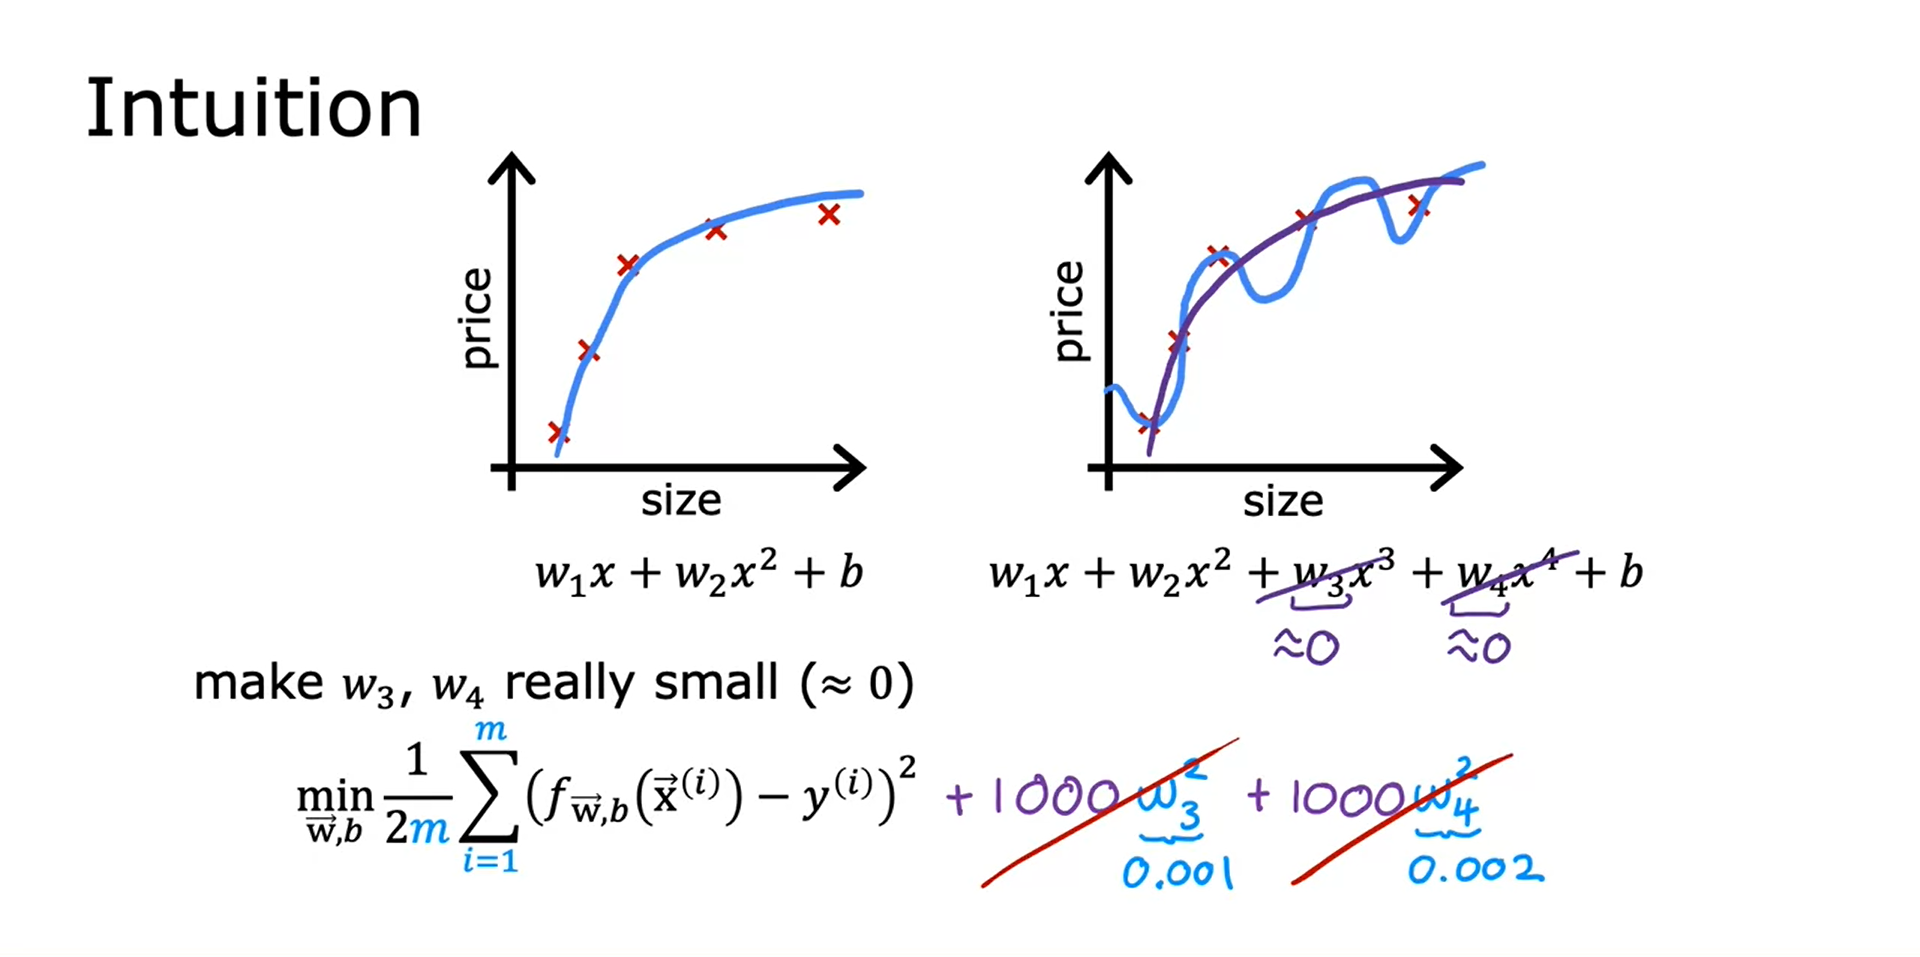 Intuition
price
size
price
size
w₁x + w₂x² + b
w₁x + w₂x² + w₃x³ + w₄x⁴ + b
≈0
≈0
make w₃, w₄ really small (≈ 0)
min w⃗,b 1/2m ∑ i=1 m (f w⃗,b(x⃗⁽ⁱ⁾) − y⁽ⁱ⁾)² + 1000 w₃² + 1000 w₄²
0.001
0.002